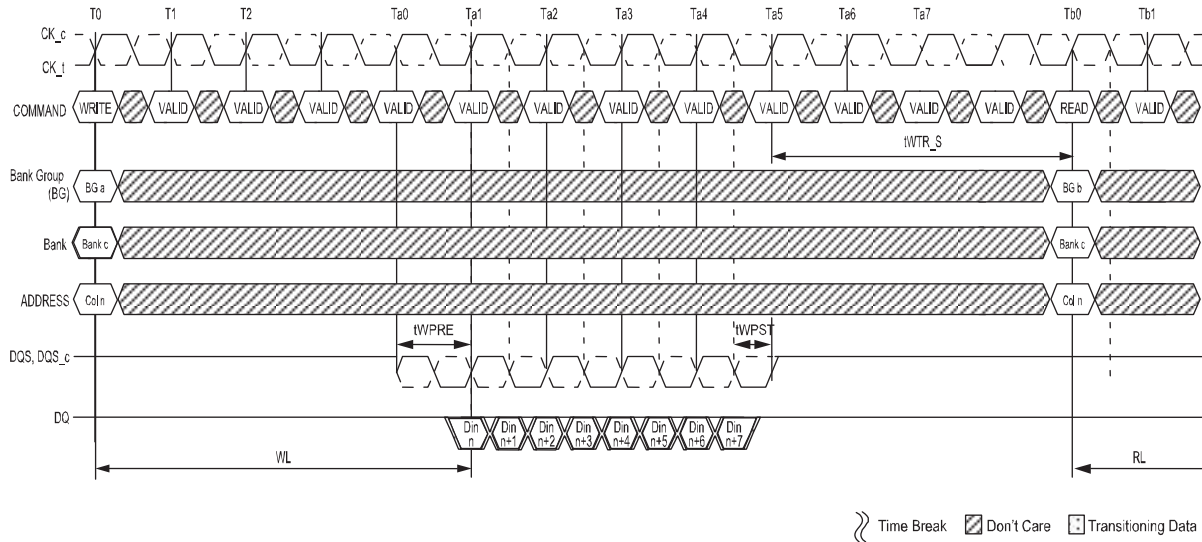 T0 T1 T2 Ta0 Ta1 Ta2 Ta3 Ta4 Ta5 Ta6 Ta7 Tb0 Tb1
CK_c
CK_t
COMMAND WRITE VALID VALID VALID VALID VALID VALID VALID VALID VALID VALID VALID VALID READ VALID
tWTR_S
Bank Group
(BG)
BG a BG b
Bank Bank c Bank c
ADDRESS Col n Col n
tWPRE tWPST
DQS, DQS_c
DQ
Din n Din n+1 Din n+2 Din n+3 Din n+4 Din n+5 Din n+6 Din n+7
WL RL
Time Break Don't Care Transitioning Data